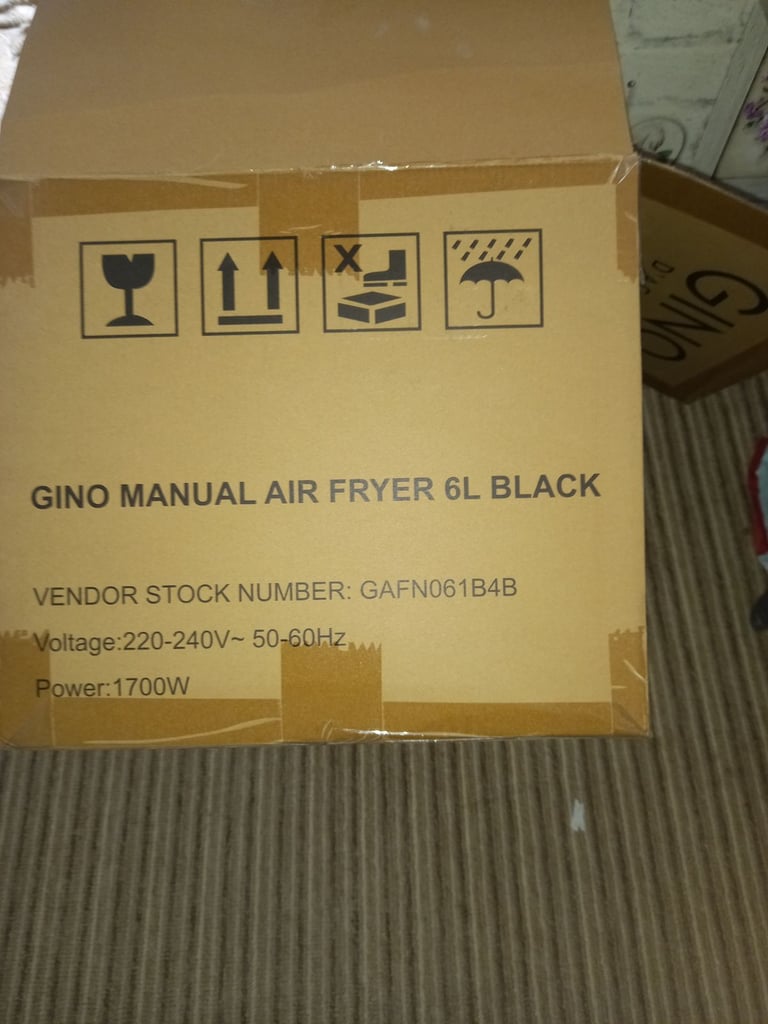 X
GINO MANUAL AIR FRYER 6L BLACK
VENDOR STOCK NUMBER: GAFN061B4B
Voltage:220-240V~ 50-60Hz
Power:1700W
GINO